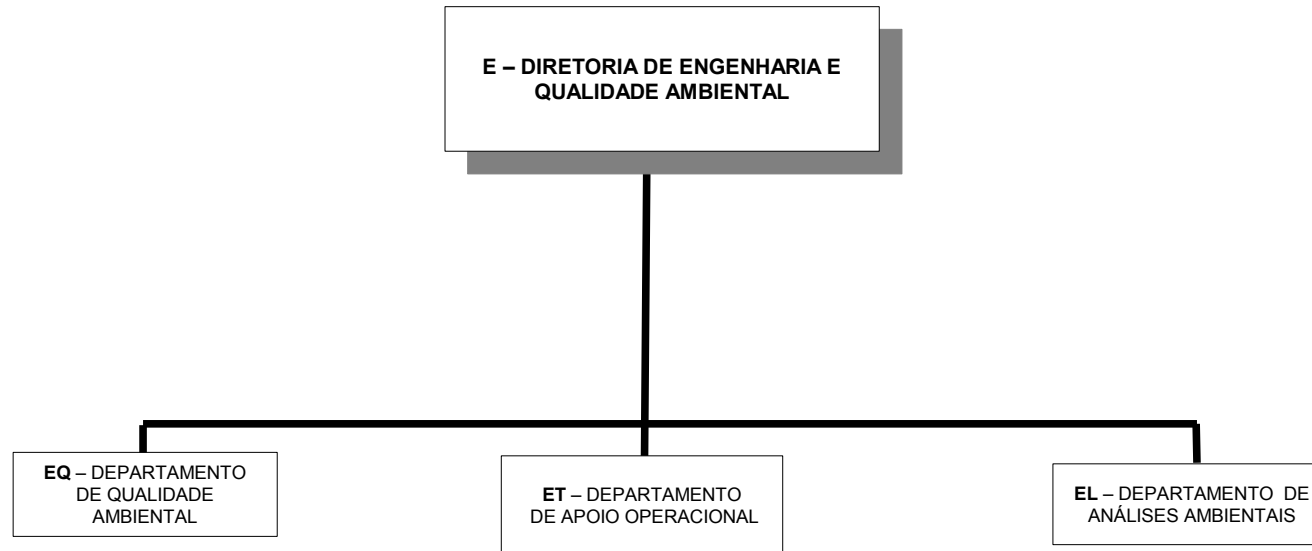 E – DIRETORIA DE ENGENHARIA E
QUALIDADE AMBIENTAL
EQ – DEPARTAMENTO
DE QUALIDADE
AMBIENTAL
ET – DEPARTAMENTO
DE APOIO OPERACIONAL
EL – DEPARTAMENTO DE
ANÁLISES AMBIENTAIS